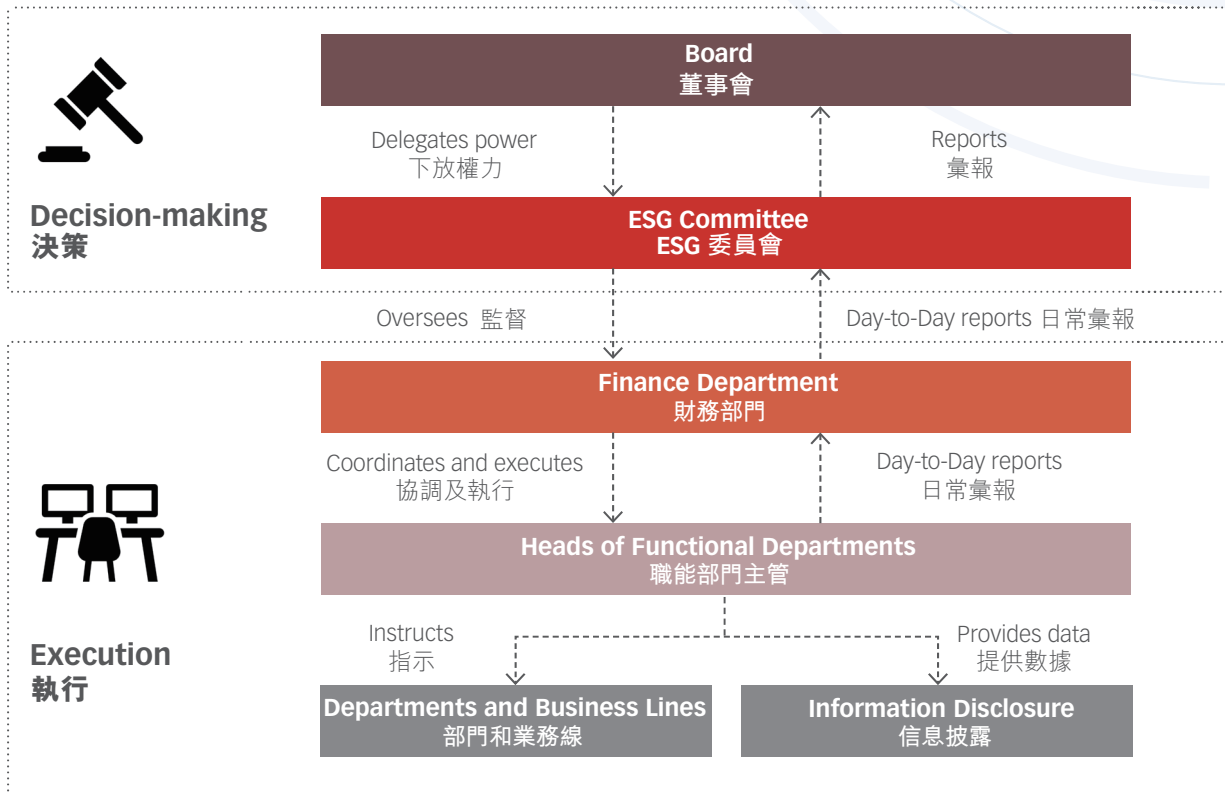 Board
董事會
Delegates power
下放權力
Reports
彙報
Decision-making
決策
ESG Committee
ESG 委員會
Oversees 監督
Day-to-Day reports 日常彙報
Finance Department
財務部門
Coordinates and executes
協調及執行
Day-to-Day reports
日常彙報
Heads of Functional Departments
職能部門主管
Execution
執行
Instructs
指示
Provides data
提供數據
Departments and Business Lines
部門和業務線
Information Disclosure
信息披露